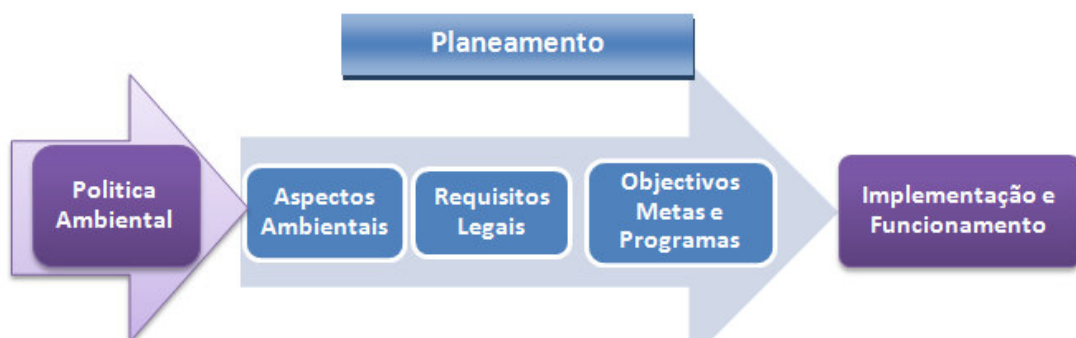 Planeamento
Politica
Ambiental
Aspectos
Ambientais
Requisitos
Legais
Objectivos
Metas e
Programas
Implementação e
Funcionamento